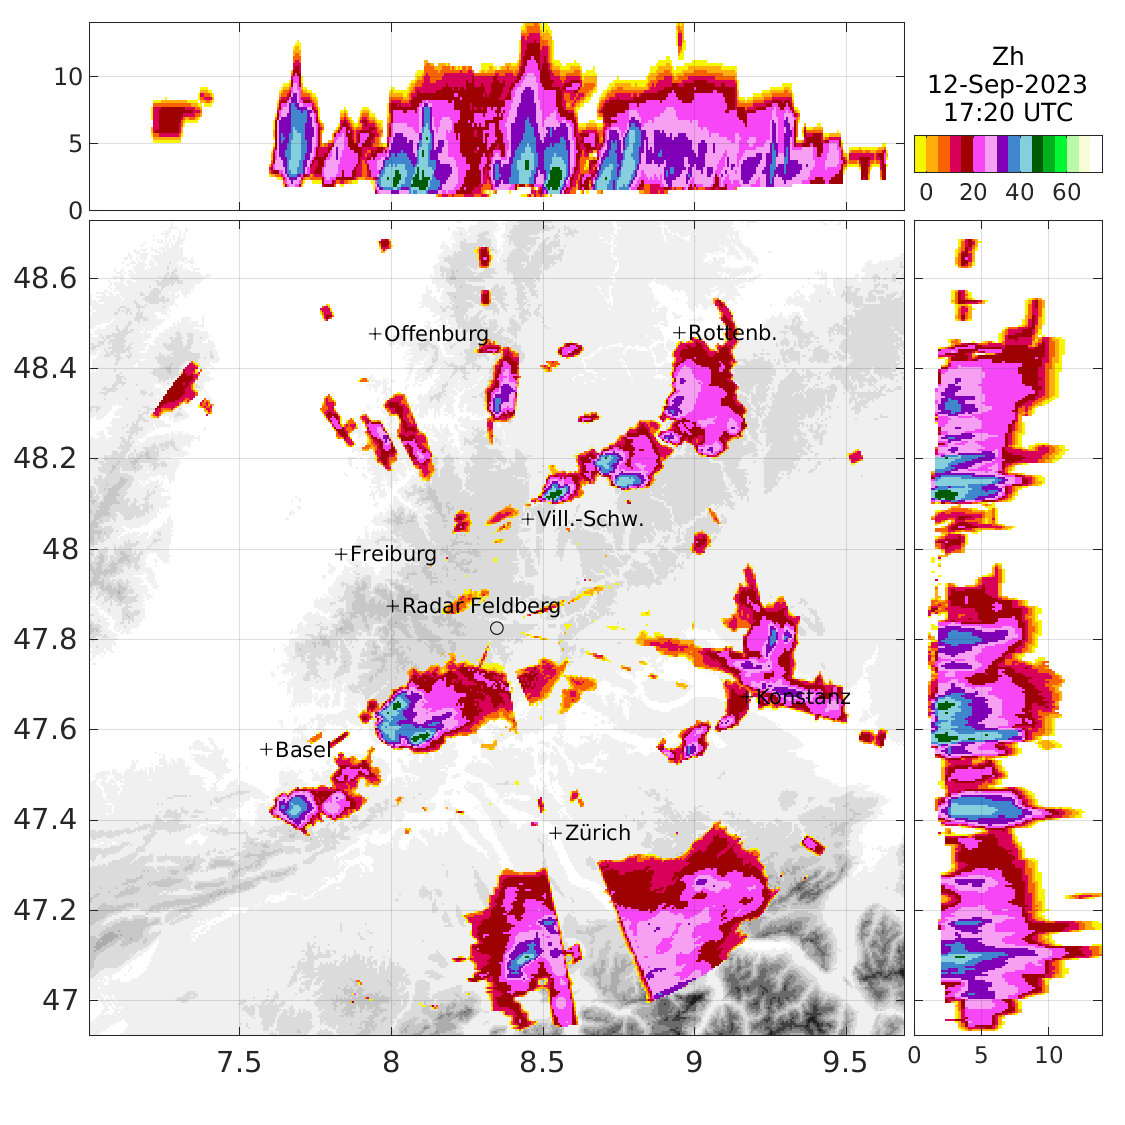 10
5
0
Zh
12-Sep-2023
17:20 UTC
0 20 40 60
48.6
48.4
48.2
48
47.8
47.6
47.4
47.2
47
+Offenburg
+Rottenb.
+Vill.-Schw.
+Freiburg
+Radar Feldberg
+Konstanz
+Basel
+Zürich
7.5 8 8.5 9 9.5
0 5 10